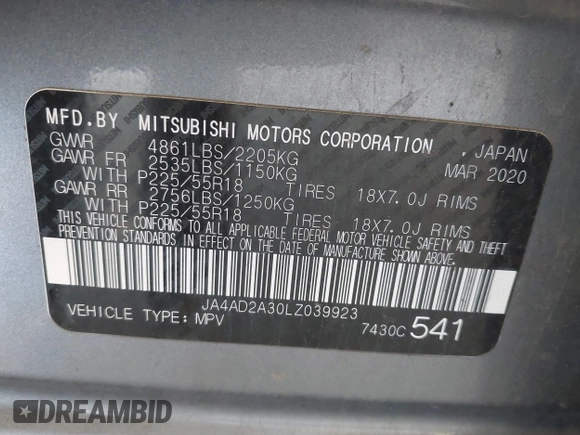 MFD.BY MITSUBISHI MOTORS CORPORATION , JAPAN
GVWR 4861LBS/2205KG MAR 2020
GAWR FR 2535LBS/1150KG
WITH P225/55R18 TIRES 18X7.0J RIMS
GAWR RR 2756LBS/1250KG
WITH P225/55R18 TIRES 18X7.0J RIMS
THIS VEHICLE CONFORMS TO ALL APPLICABLE FEDERAL MOTOR VEHICLE SAFETY AND THEFT
PREVENTION STANDARDS IN EFFECT ON THE DATE OF MANUFACTURE SHOWN ABOVE.
JA4AD2A30LZ039923
VEHICLE TYPE:MPV 7430C 541
DREAMBID